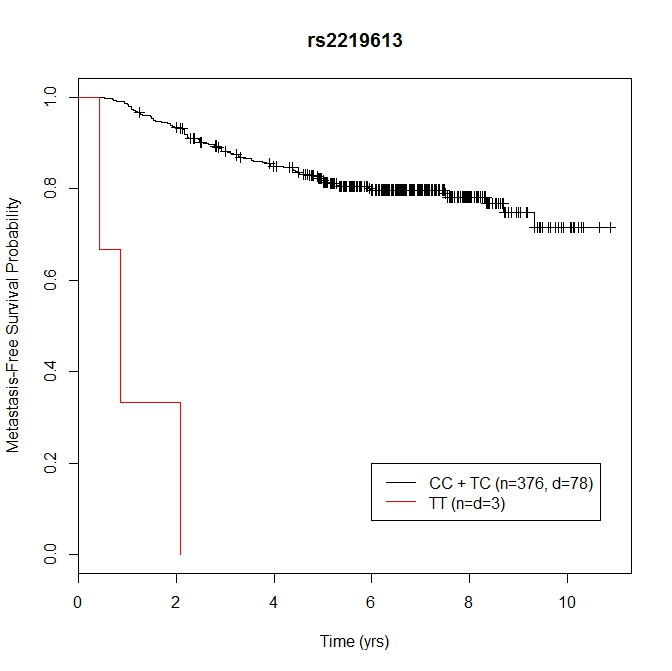 rs2219613
Metastasis-Free Survival Probability
1.0
0.8
0.6
0.4
0.2
0.0
CC + TC (n=376, d=78)
TT (n=d=3)
0 2 4 6 8 10
Time (yrs)